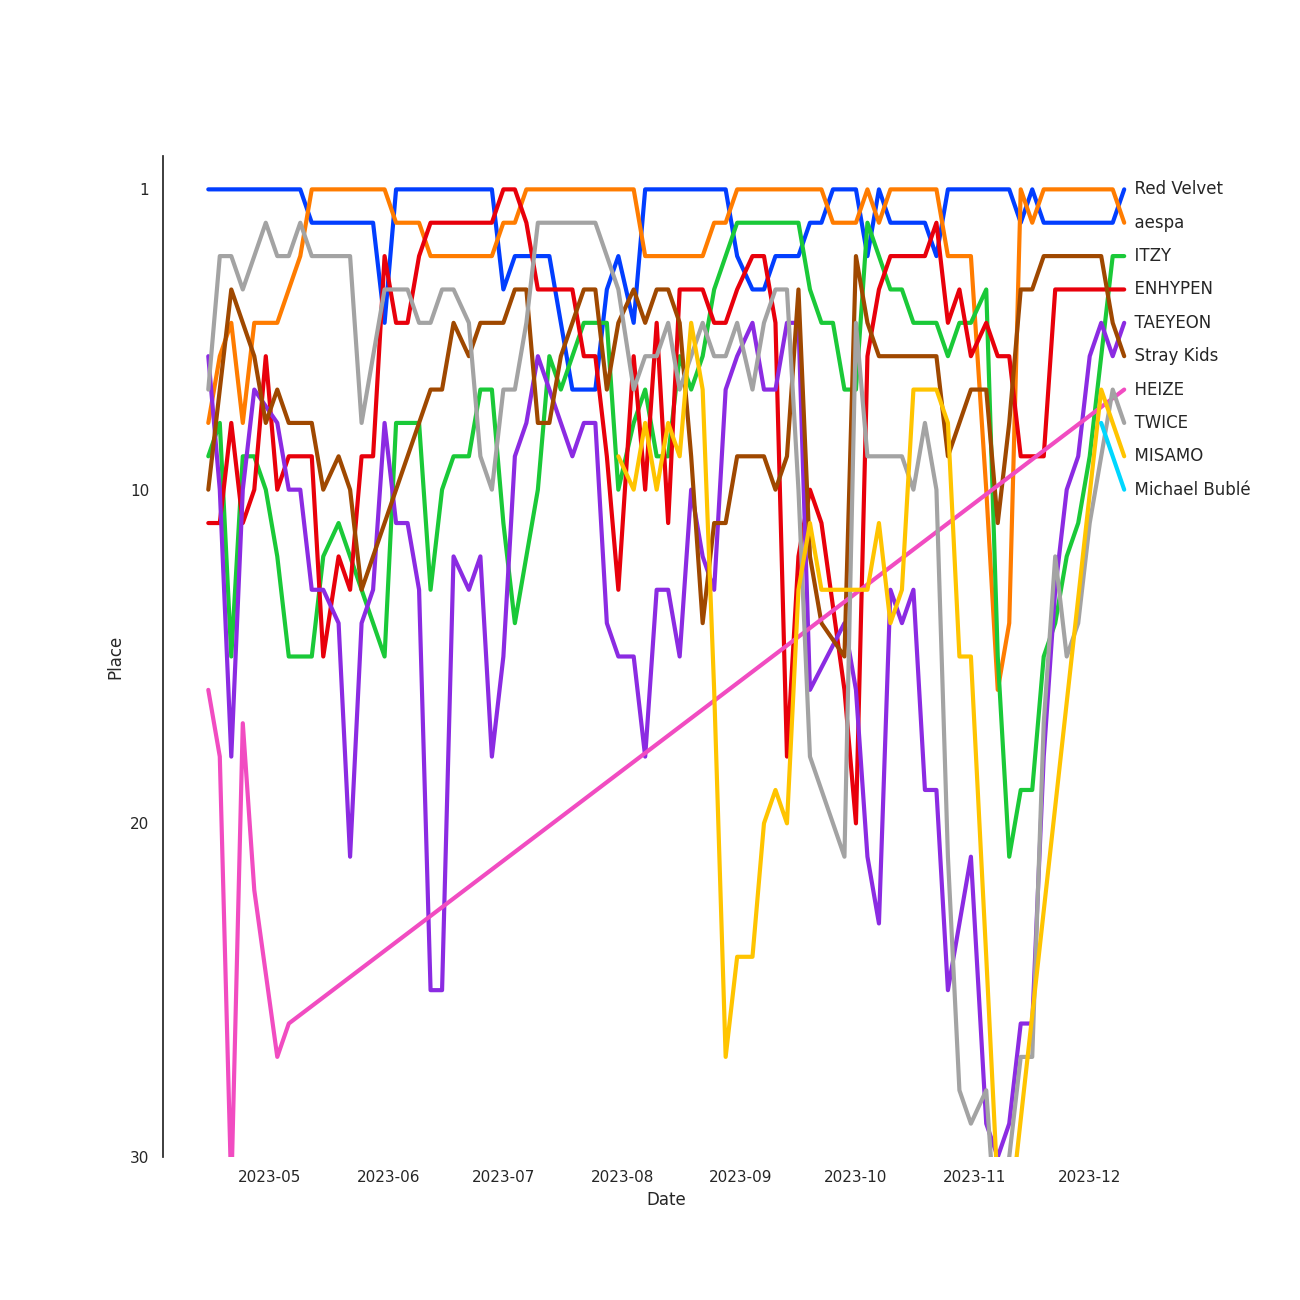 1
10
20
30
Place
2023-05
2023-06
2023-07
2023-08
2023-09
2023-10
2023-11
2023-12
Date
Red Velvet
aespa
ITZY
ENHYPEN
TAEYEON
Stray Kids
HEIZE
TWICE
MISAMO
Michael Bublé